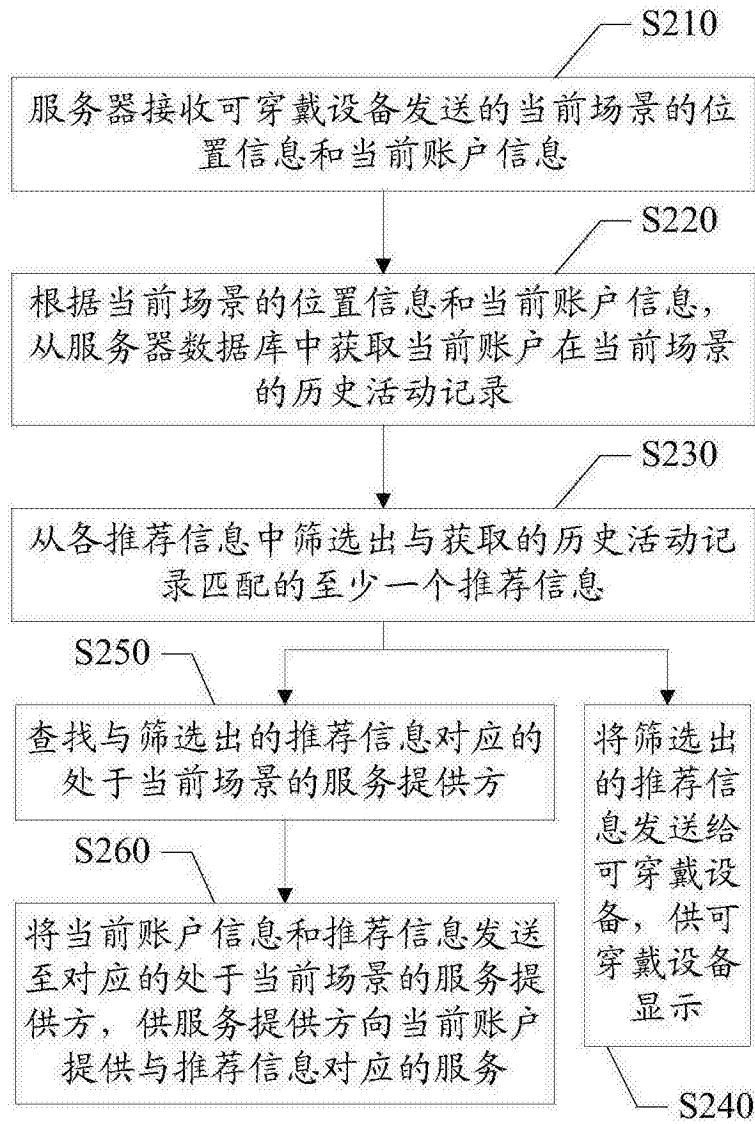 S210
服务器接收可穿戴设备发送的当前场景的位
置信息和当前账户信息
S220
根据当前场景的位置信息和当前账户信息，
从服务器数据库中获取当前账户在当前场景
的历史活动记录
S230
从各推荐信息中筛选出与获取的历史活动记
录匹配的至少一个推荐信息
S250
查找与筛选出的推荐信息对应的
处于当前场景的服务提供方
S260
将当前账户信息和推荐信息发送
至对应的处于当前场景的服务提
供方，供服务提供方向当前账户
提供与推荐信息对应的服务
将筛选出
的推荐信
息发送给
可穿戴设
备，供可
穿戴设备
显示
S240